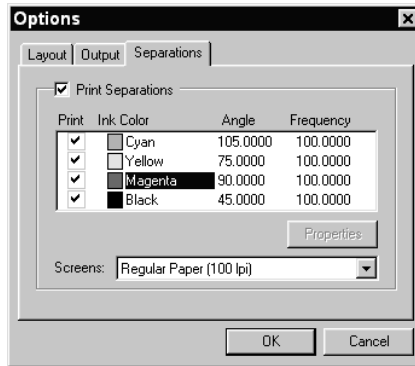 Options
Layout Output Separations
Print Separations
Print Ink Color Angle Frequency
Cyan 105.0000 100.0000
Yellow 75.0000 100.0000
Magenta 90.0000 100.0000
Black 45.0000 100.0000
Properties
Screens: Regular Paper (100 lpi)
OK Cancel